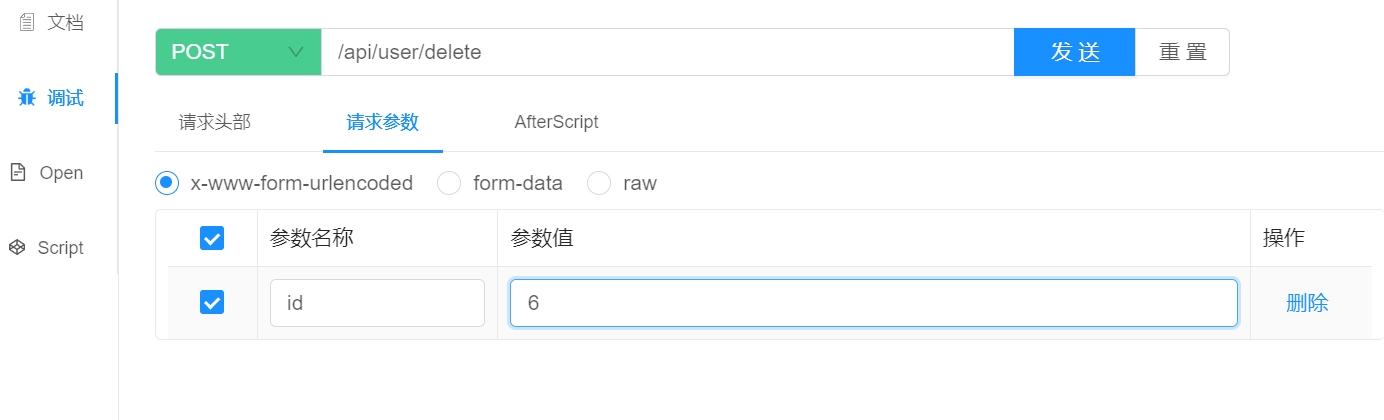 文档
POST /api/user/delete 发 送 重 置
调试
请求头部 请求参数 AfterScript
Open
x-www-form-urlencoded form-data raw
参数名称 参数值 操作
Script
id 6 删除